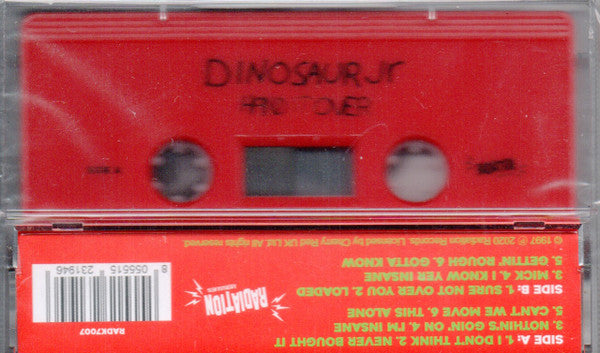 DINOSAUR Jr
HAND IT OVER
SIDE A
SIDE A: 1. I DON'T THINK 2. NEVER BOUGHT IT
3. NOTHIN'S GOIN' ON 4. I'M INSANE
5. CAN'T WE MOVE 6. THIS ALONE
SIDE B: 1. SURE NOT OVER YOU 2. LOADED
3. MICK 4. I KNOW YER INSANE
5. GETTIN' ROUGH 6. GOTTA KNOW
© 1997 ℗ 2020 Radiation Records. Licensed by Cherry Red UK Ltd. All rights reserved.
RADIATION
RADK7007
8 055515 231946